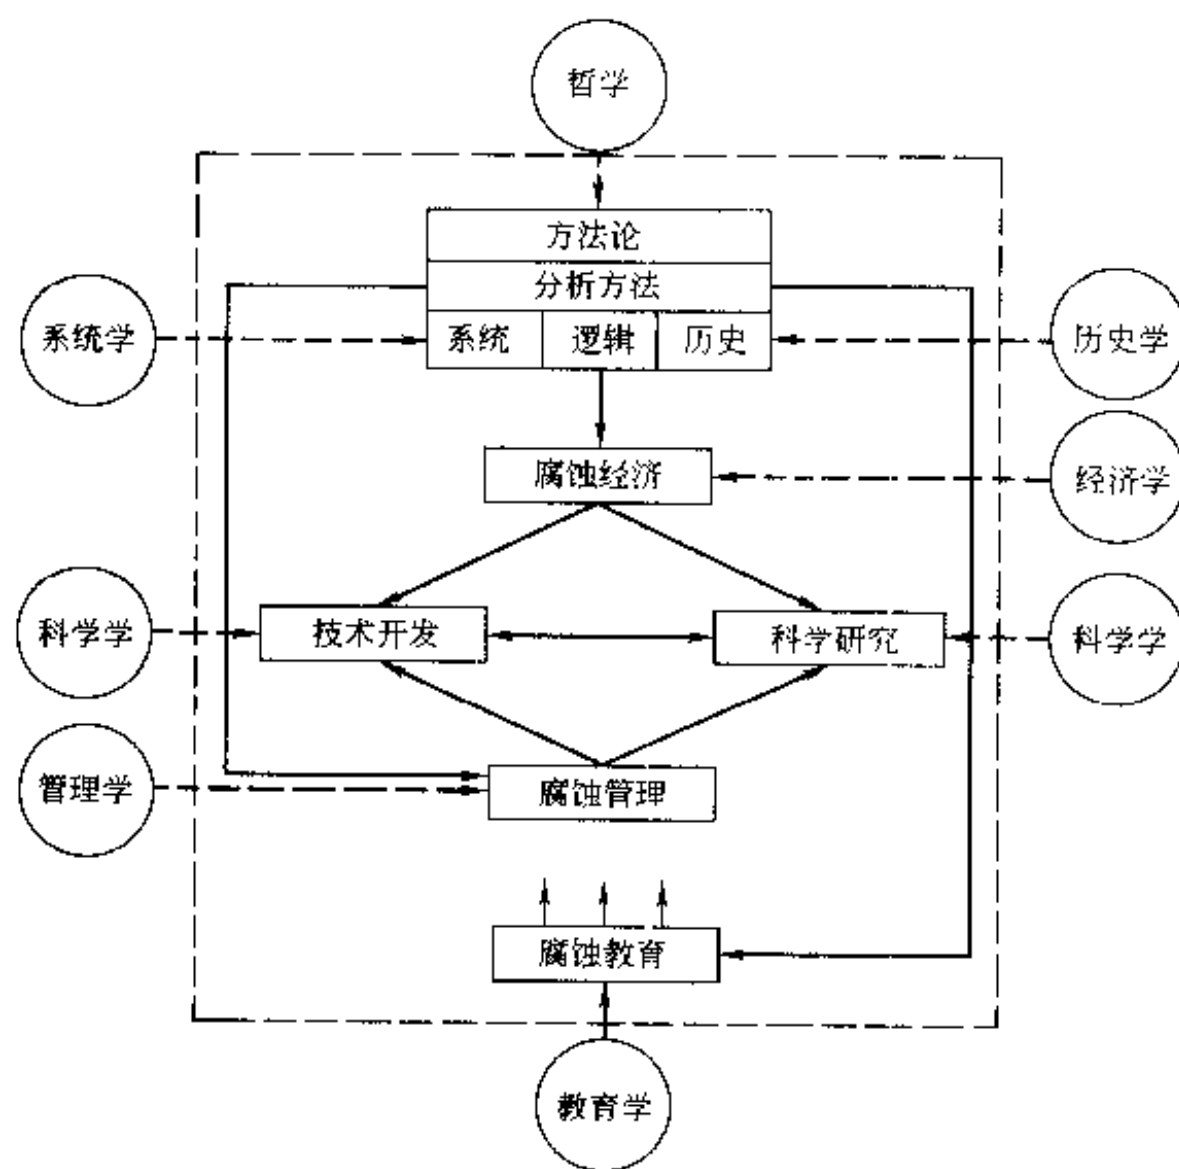 哲学
方法论
分析方法
系统学
系统
逻辑
历史
历史学
腐蚀经济
经济学
科学学
技术开发
科学研究
科学学
管理学
腐蚀管理
腐蚀教育
教育学